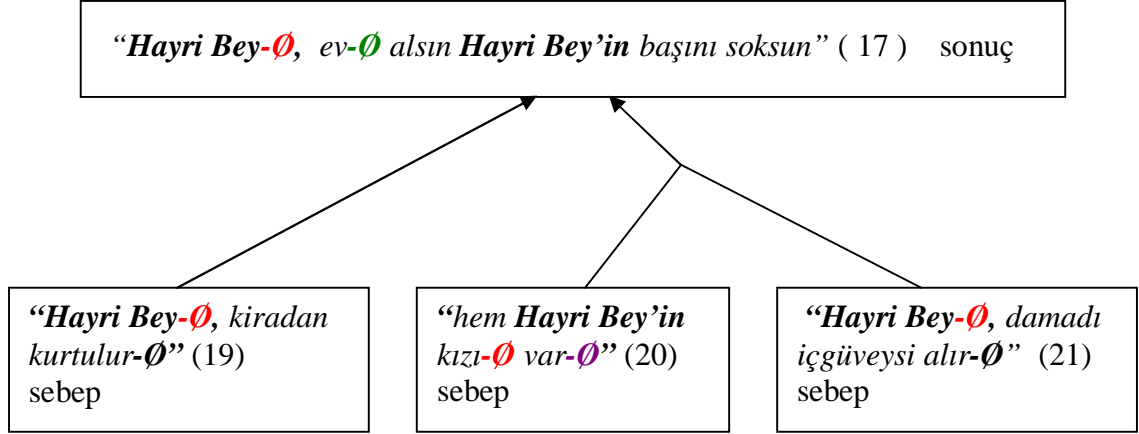 “Hayri Bey-Ø, ev-Ø alsın Hayri Bey’in başını soksun” ( 17 ) sonuç
“Hayri Bey-Ø, kiradan
kurtulur-Ø” (19)
sebep
“hem Hayri Bey’in
kızı-Ø var-Ø” (20)
sebep
“Hayri Bey-Ø, damadı
içgüveysi alır-Ø” (21)
sebep